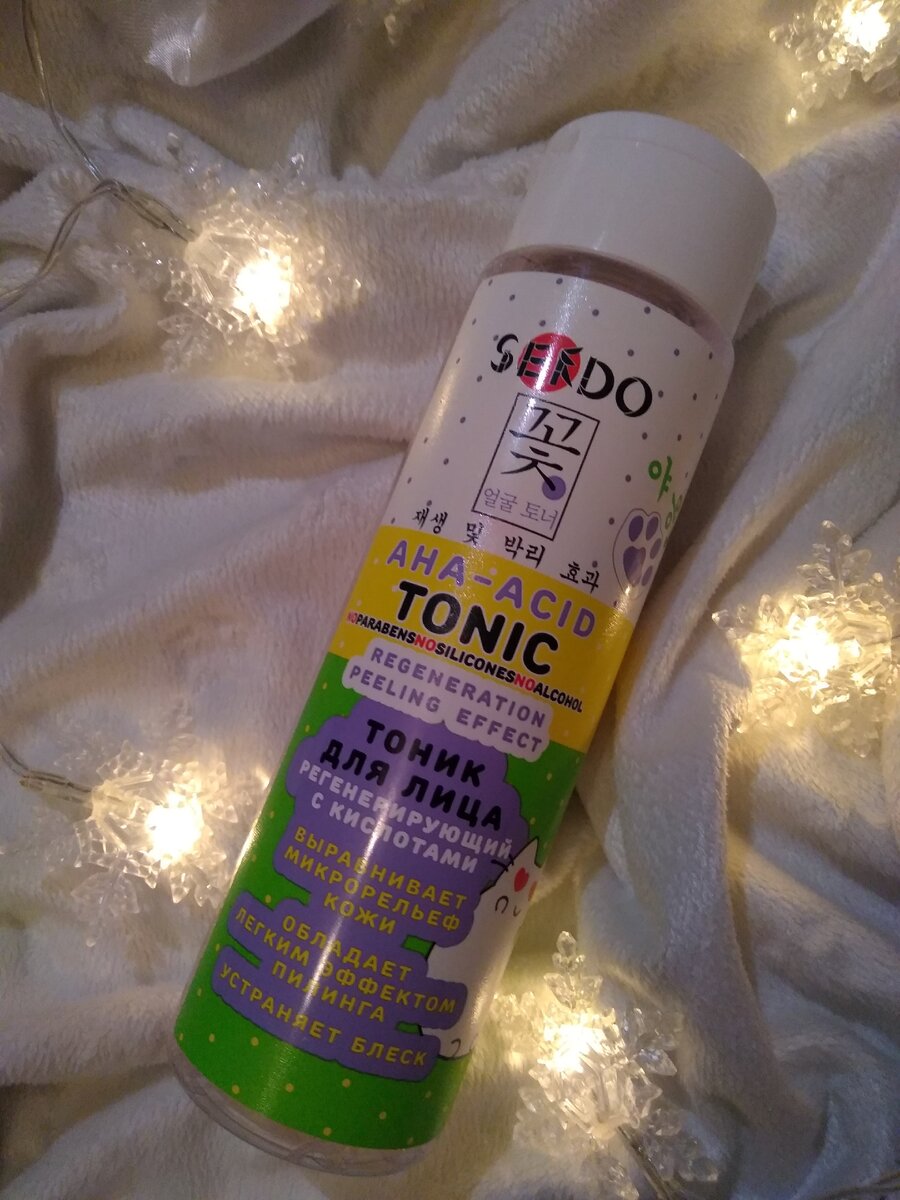 SENDO
꽃
얼굴 토너
재생 및 박리 효과
AHA-ACID
TONIC
NOPARABENSNOSILICONESNOALCOHOL
REGENERATION
PEELING EFFECT
ТОНИК
ДЛЯ ЛИЦА
РЕГЕНЕРИРУЮЩИЙ
С КИСЛОТАМИ
ВЫРАВНИВАЕТ
МИКРОРЕЛЬЕФ
КОЖИ
ОБЛАДАЕТ
ЛЕГКИМ ЭФФЕКТОМ
ПИЛИНГА
УСТРАНЯЕТ БЛЕСК